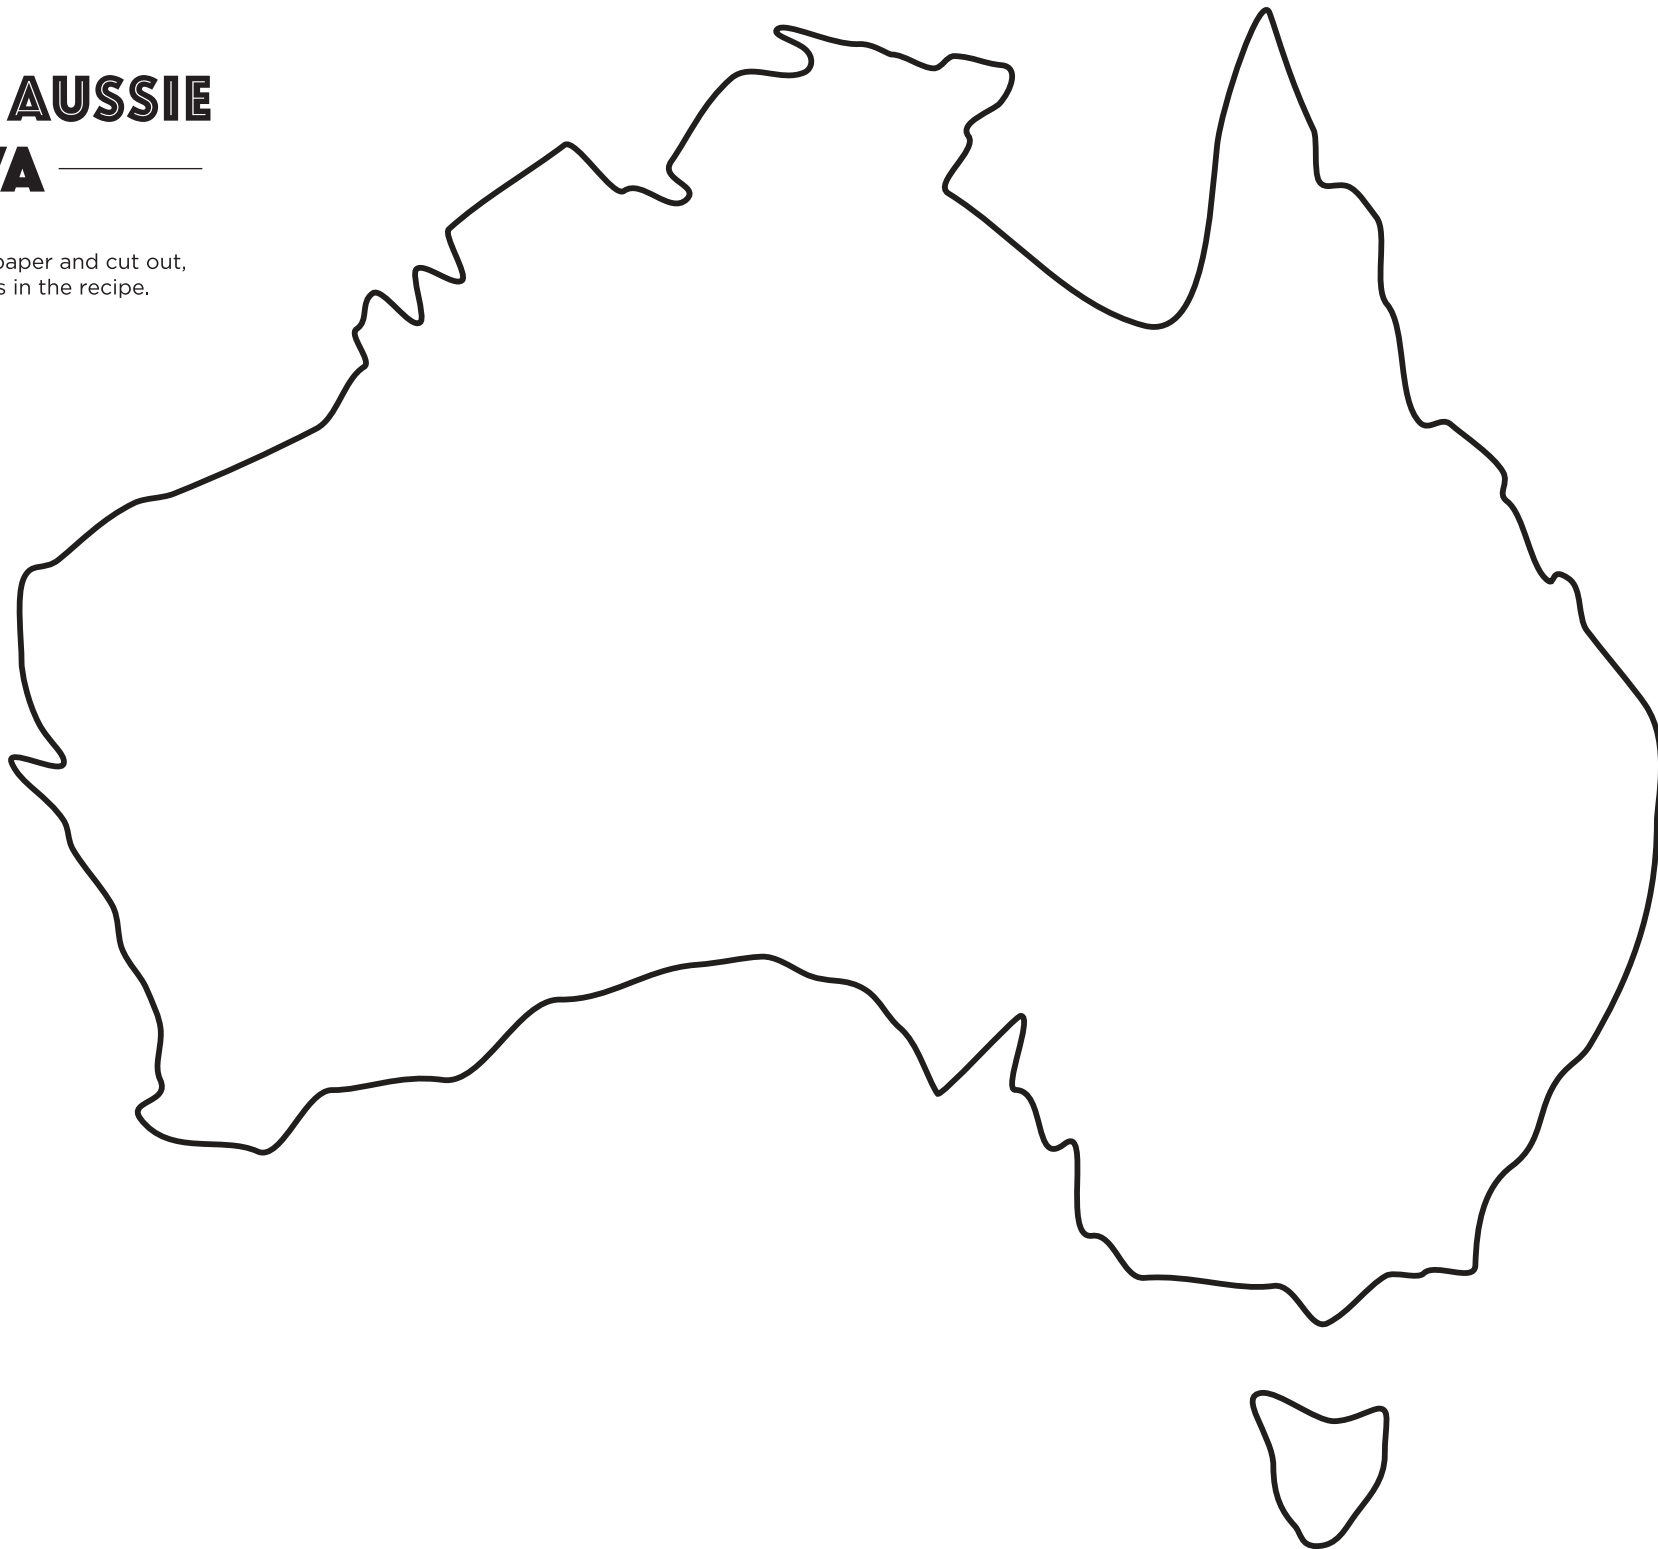 AUSSIE
VA
paper and cut out,
s in the recipe.